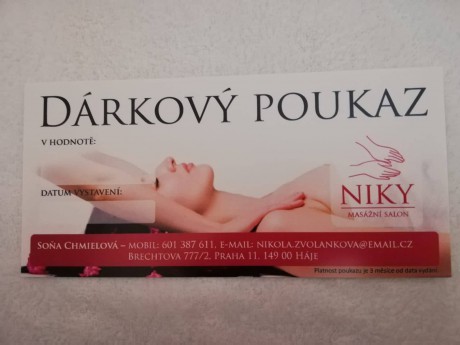 DÁRKOVÝ POUKAZ
V HODNOTĚ:
DATUM VYSTAVENÍ:
NIKY
MASÁŽNÍ SALON
SOŇA CHMIELOVÁ – MOBIL: 601 387 611, E-MAIL: NIKOLA.ZVOLANKOVA@EMAIL.CZ
BRECHTOVA 777/2, PRAHA 11, 149 00 HÁJE
Platnost poukazu je 3 měsíce od data vydání